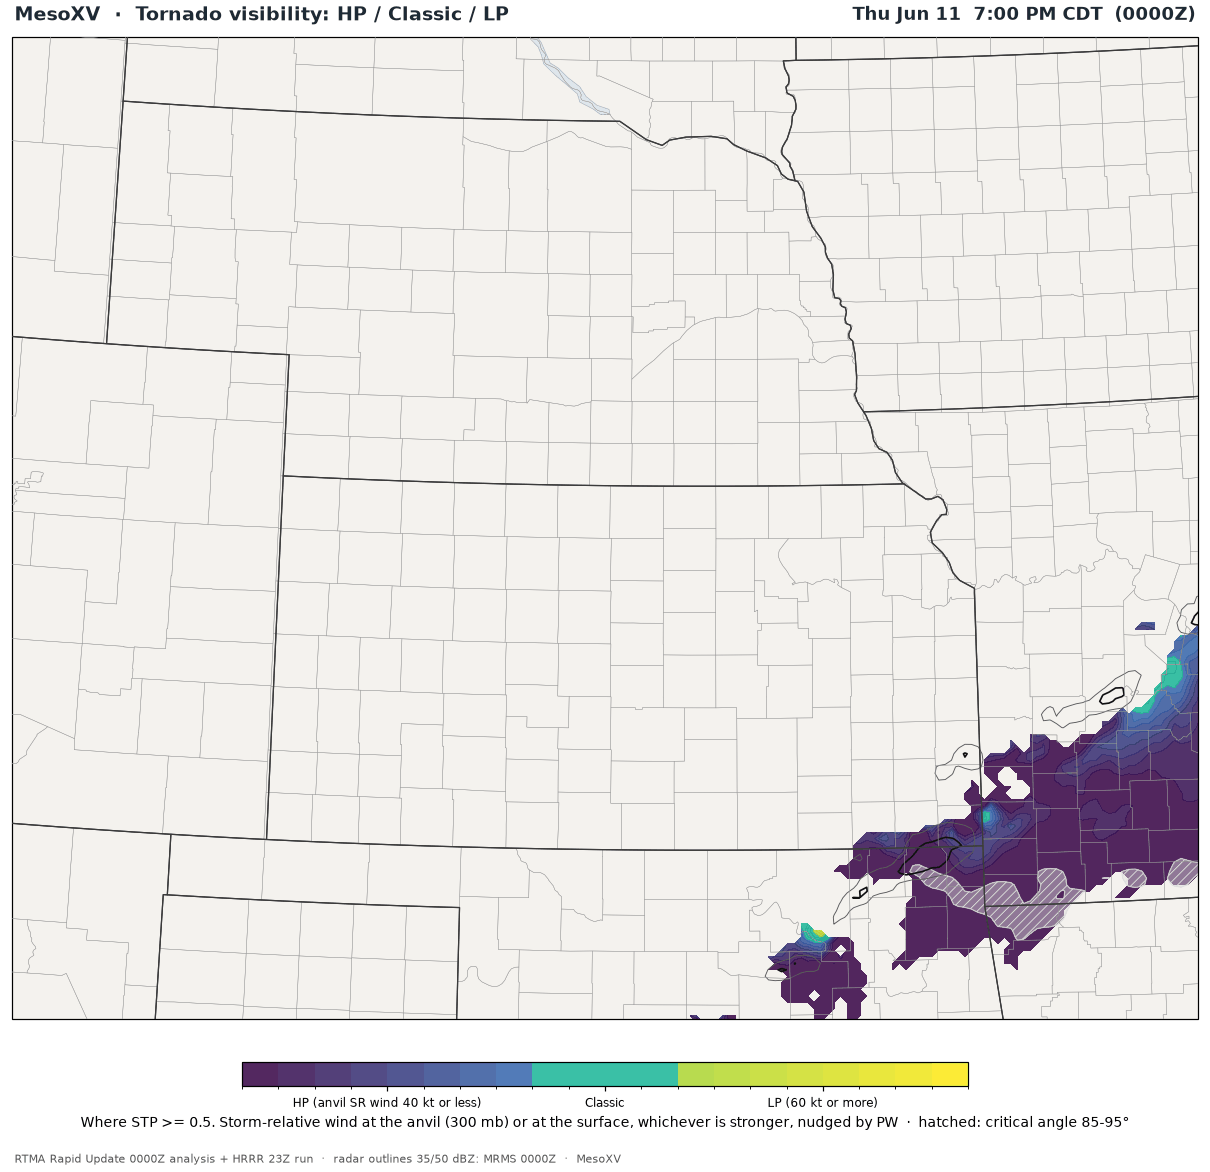 MesoXV · Tornado visibility: HP / Classic / LP
Thu Jun 11 7:00 PM CDT (0000Z)
HP (anvil SR wind 40 kt or less)
Classic
LP (60 kt or more)
Where STP >= 0.5. Storm-relative wind at the anvil (300 mb) or at the surface, whichever is stronger, nudged by PW · hatched: critical angle 85-95°
RTMA Rapid Update 0000Z analysis + HRRR 23Z run · radar outlines 35/50 dBZ: MRMS 0000Z · MesoXV